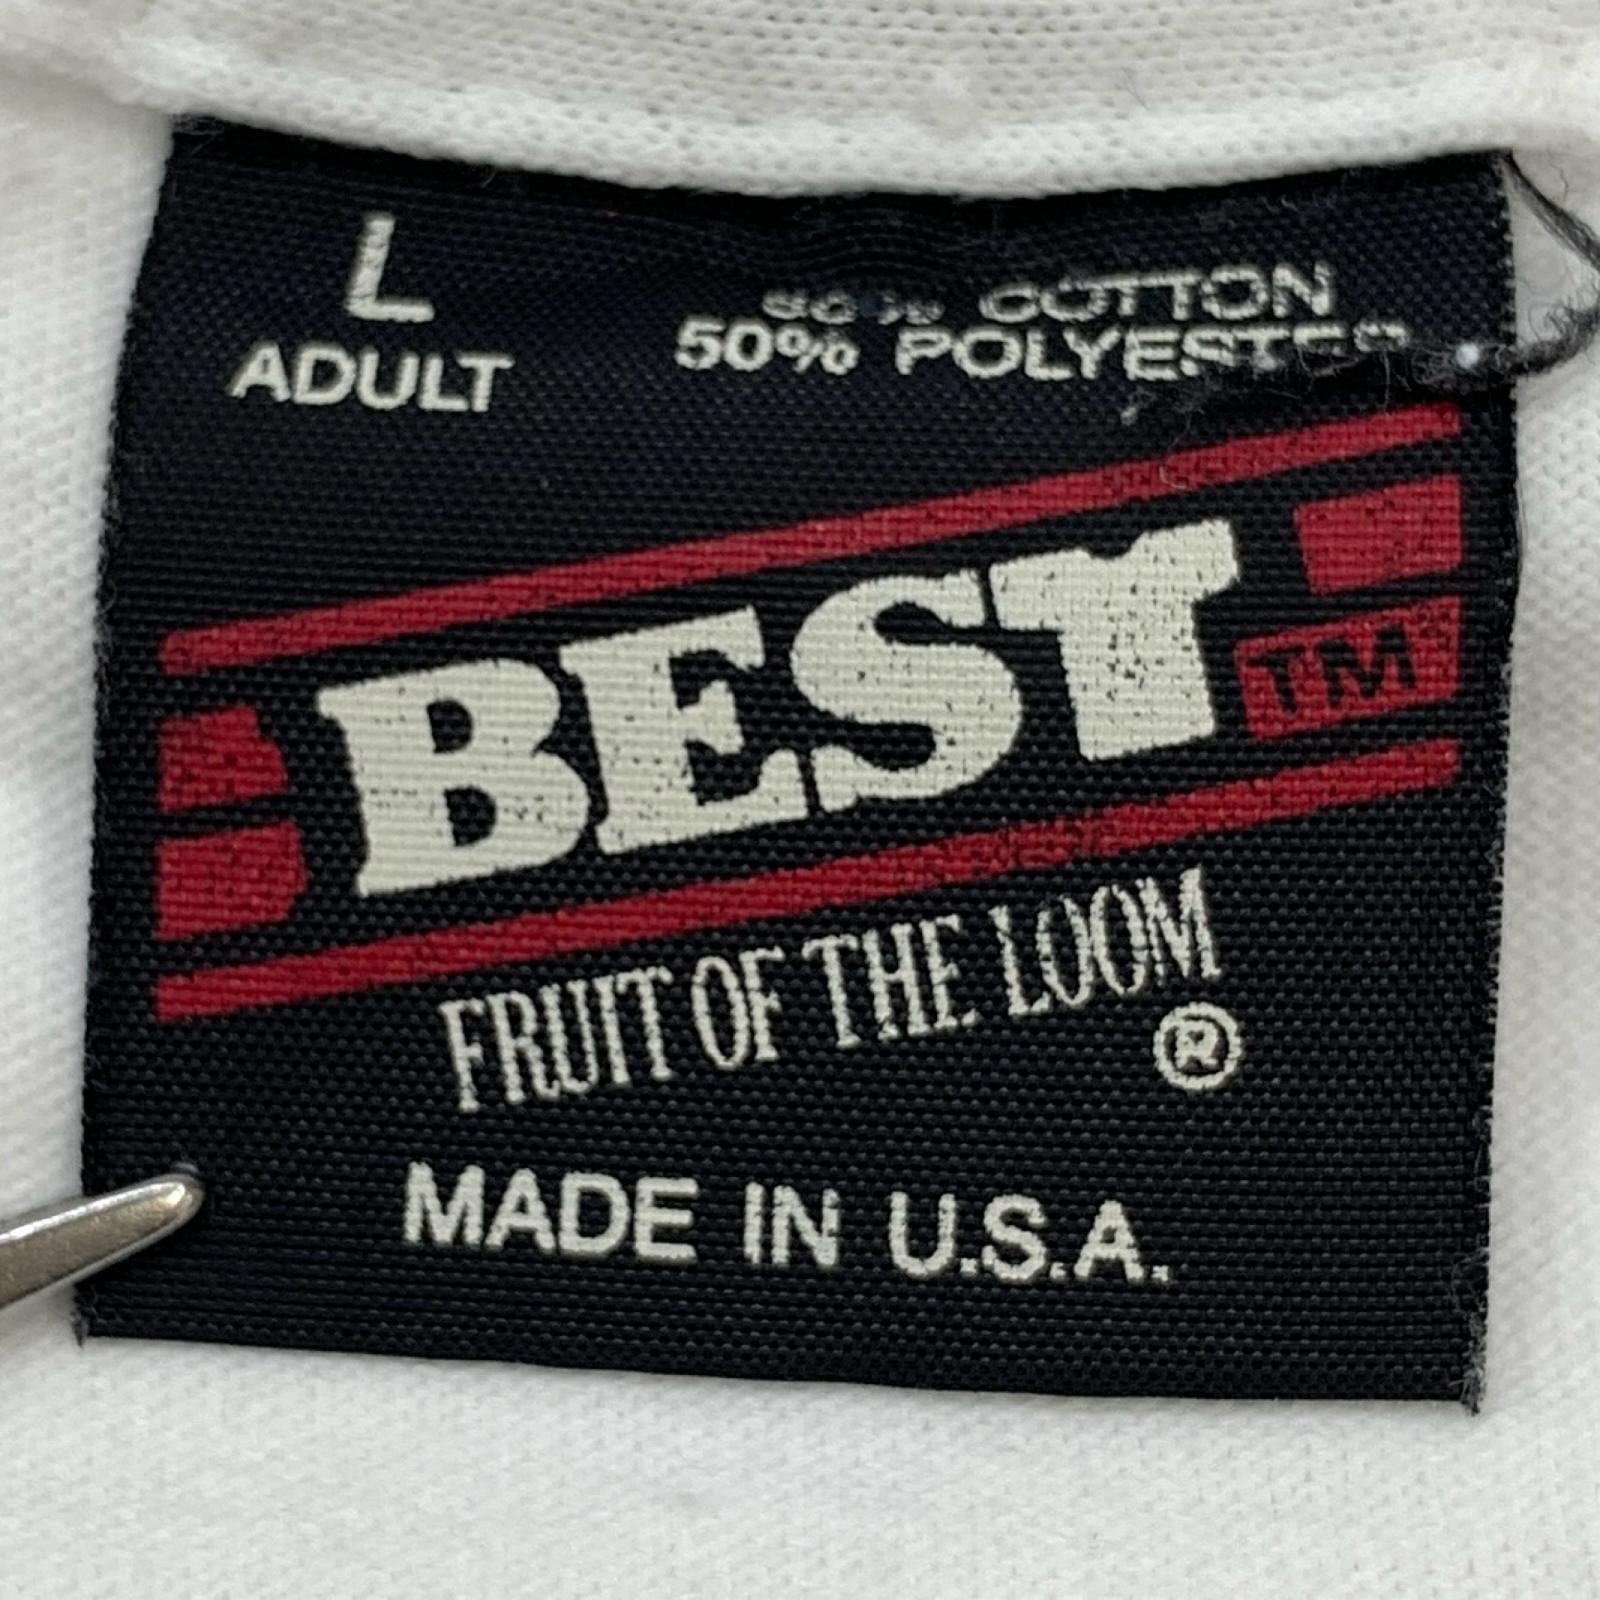 L
ADULT
COTTON
50% POLYESTER
BEST
TM
FRUIT OF THE LOOM
®
MADE IN U.S.A.